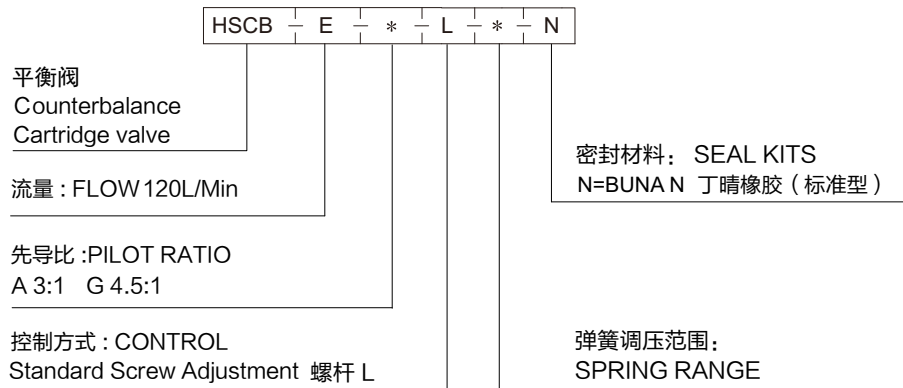 HSCB - E - * - L - * - N
平衡阀
Counterbalance
Cartridge valve
流量 : FLOW 120L/Min
先导比 :PILOT RATIO
A 3:1 G 4.5:1
控制方式 : CONTROL
Standard Screw Adjustment 螺杆 L
密封材料： SEAL KITS
N=BUNA N 丁晴橡胶（标准型）
弹簧调压范围：
SPRING RANGE